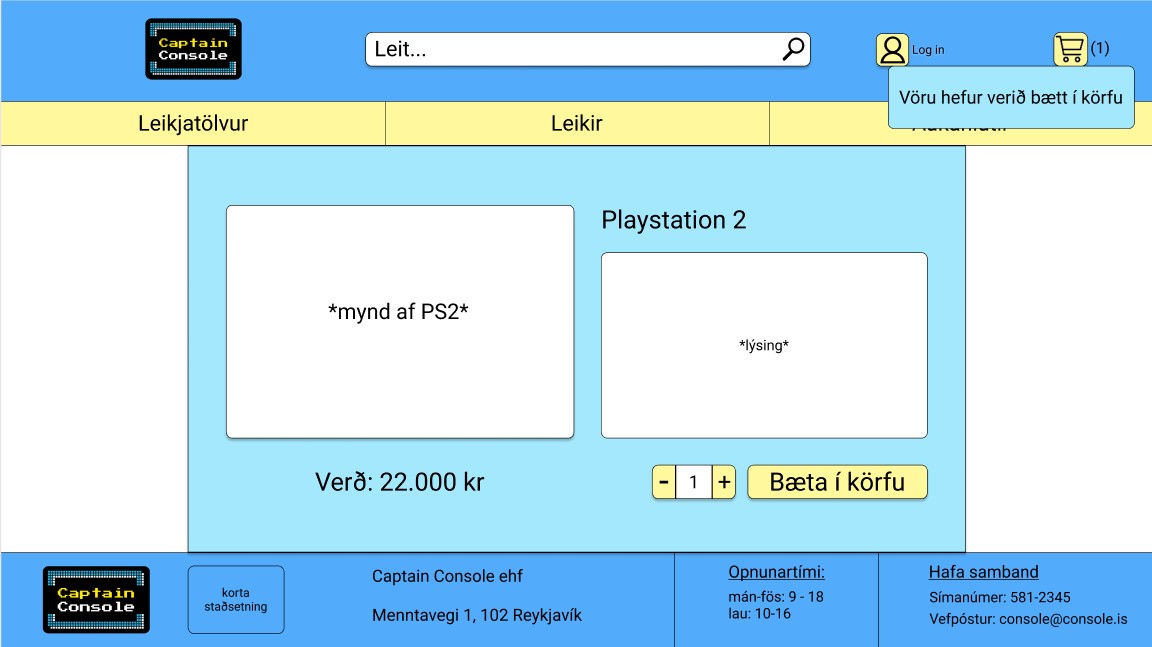 Captain
Console
Leit...
Log in
(1)
Vöru hefur verið bætt í körfu
Leikjatölvur
Leikir
Playstation 2
*mynd af PS2*
*lýsing*
Verð: 22.000 kr
- 1 +
Bæta í körfu
Captain
Console
korta
staðsetning
Captain Console ehf
Menntavegi 1, 102 Reykjavík
Opnunartími:
mán-fös: 9 - 18
lau: 10-16
Hafa samband
Símanúmer: 581-2345
Vefpóstur: console@console.is